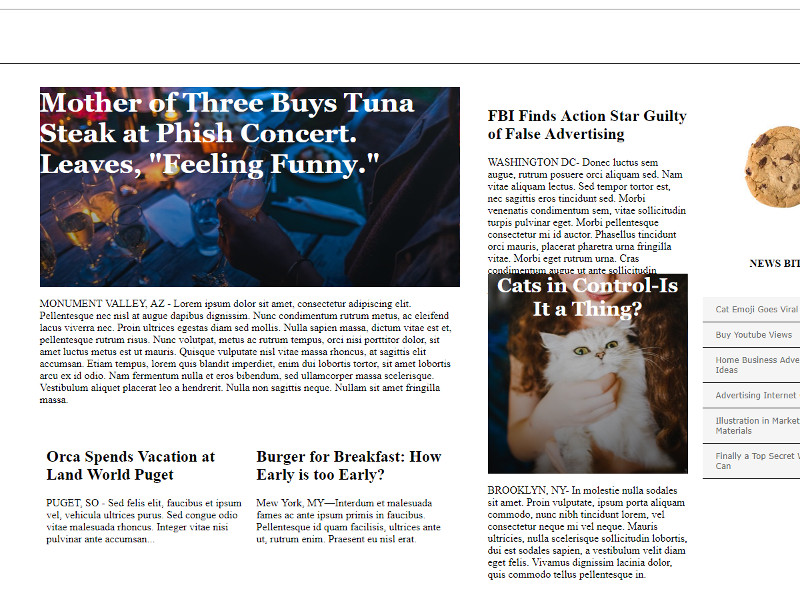 Mother of Three Buys Tuna
Steak at Phish Concert.
Leaves, "Feeling Funny."
MONUMENT VALLEY, AZ - Lorem ipsum dolor sit amet, consectetur adipiscing elit.
Pellentesque nec nisl at augue dapibus dignissim. Nunc condimentum rutrum metus, ac eleifend
lacus viverra nec. Proin ultrices egestas diam sed mollis. Nulla sapien massa, dictum vitae est et,
pellentesque rutrum risus. Nunc volutpat, metus ac rutrum tempus, orci nisi porttitor dolor, sit
amet luctus metus est ut mauris. Quisque vulputate nisl vitae massa rhoncus, at sagittis elit
accumsan. Etiam tempus, lorem quis blandit imperdiet, enim dui lobortis tortor, sit amet lobortis
arcu ex id odio. Nam fermentum nulla et eros bibendum, sed ullamcorper massa scelerisque.
Vestibulum aliquet placerat leo a hendrerit. Nulla non sagittis neque. Nullam sit amet fringilla
massa.
Orca Spends Vacation at
Land World Puget
PUGET, SO - Sed felis elit, faucibus et ipsum
vel, vehicula ultrices purus. Sed congue odio
vitae malesuada rhoncus. Integer vitae nisi
pulvinar ante accumsan...
Burger for Breakfast: How
Early is too Early?
Mew York, MY—Interdum et malesuada
fames ac ante ipsum primis in faucibus.
Pellentesque id quam facilisis, ultrices ante
ut, rutrum enim. Praesent eu nisl erat.
FBI Finds Action Star Guilty
of False Advertising
WASHINGTON DC- Donec luctus sem
augue, rutrum posuere orci aliquam sed. Nam
vitae aliquam lectus. Sed tempor tortor est,
nec sagittis eros tincidunt sed. Morbi
venenatis condimentum sem, vitae sollicitudin
turpis pulvinar eget. Morbi pellentesque
consectetur mi id auctor. Phasellus tincidunt
orci mauris, placerat pharetra urna fringilla
vitae. Morbi eget rutrum urna. Cras
condimentum augue ut ante sollicitudin
Cats in Control-Is
It a Thing?
BROOKLYN, NY- In molestie nulla sodales
sit amet. Proin vulputate, ipsum porta aliquam
commodo, nunc nibh tincidunt lorem, vel
consectetur neque mi vel neque. Mauris
ultricies, nulla scelerisque sollicitudin lobortis,
dui est sodales sapien, a vestibulum velit diam
eget felis. Vivamus dignissim lacinia dolor,
quis commodo tellus pellentesque in.
NEWS BIT
Cat Emoji Goes Viral
Buy Youtube Views
Home Business Adve
Ideas
Advertising Internet
Illustration in Market
Materials
Finally a Top Secret
Can